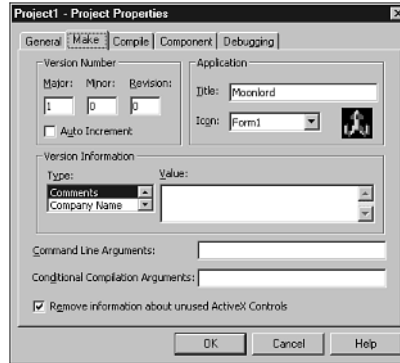 Project1 - Project Properties
General Make Compile Component Debugging
Version Number
Major: Minor: Revision:
1 0 0
Auto Increment
Application
Title: Moonlord
Icon: Form1
Version Information
Type: Value:
Comments
Company Name
Command Line Arguments:
Conditional Compilation Arguments:
Remove information about unused ActiveX Controls
OK Cancel Help